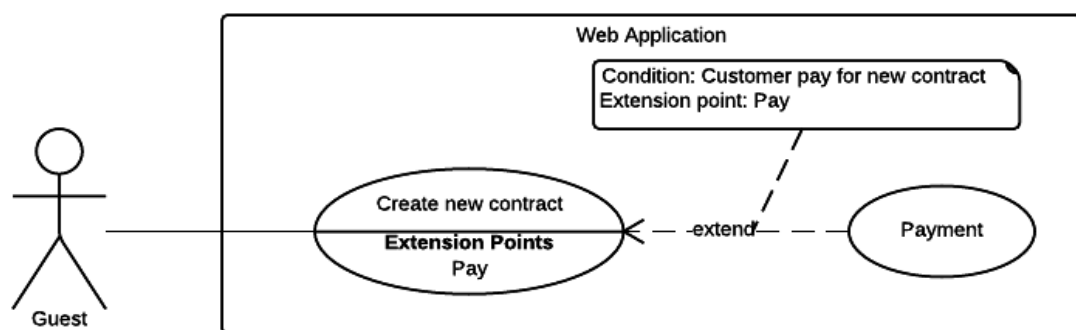 Web Application
Condition: Customer pay for new contract
Extension point: Pay
Create new contract
Extension Points
Pay
extend
Payment
Guest